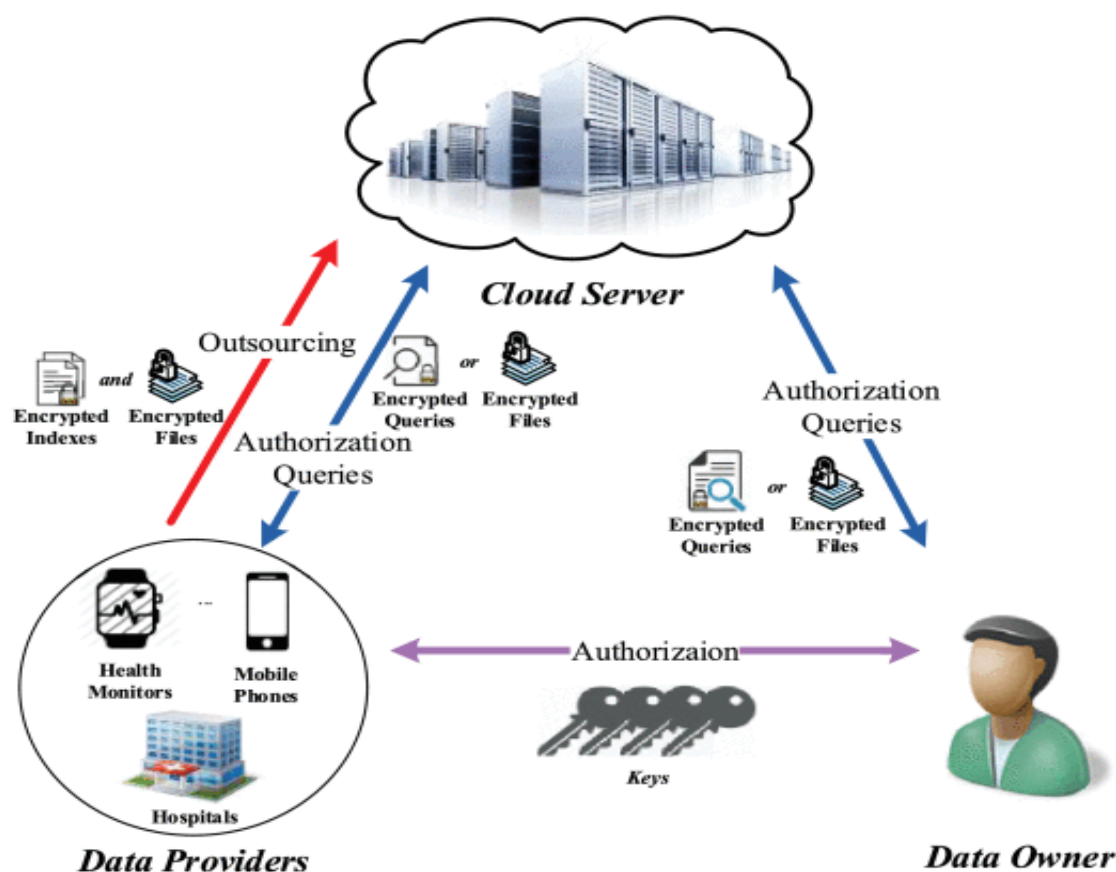 Cloud Server
Outsourcing
and
Encrypted
Indexes
Encrypted
Files
or
Encrypted
Queries
Encrypted
Files
Authorization
Queries
Authorization
Queries
or
Encrypted
Queries
Encrypted
Files
...
Health
Monitors
Mobile
Phones
Hospitals
Data Providers
Authorizaion
Keys
Data Owner